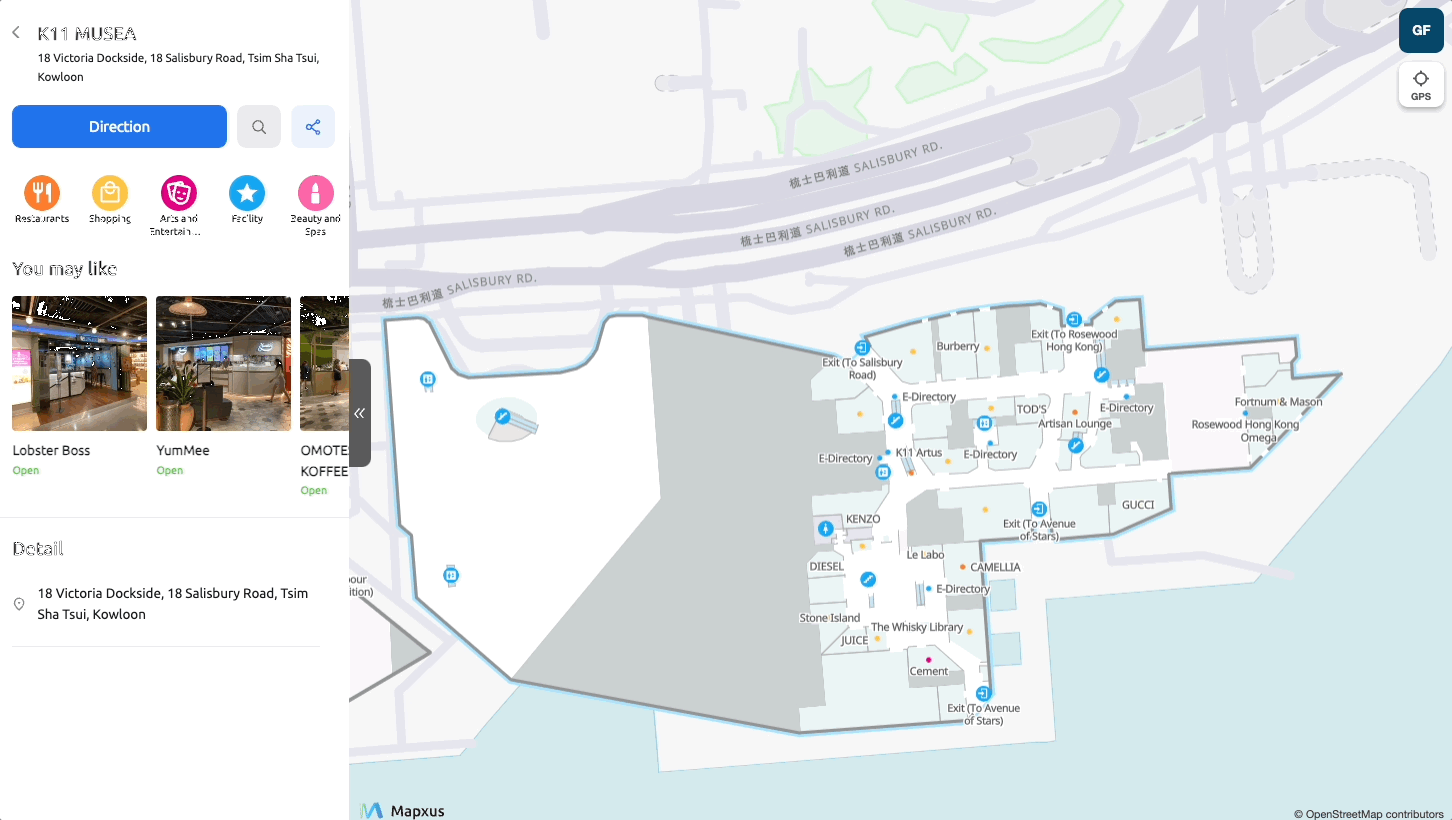 K11 MUSEA
18 Victoria Dockside, 18 Salisbury Road, Tsim Sha Tsui,
Kowloon
Direction
Restaurants
Shopping
Arts and
Entertain...
Facility
Beauty and
Spas
You may like
Lobster Boss
Open
YumMee
Open
OMOTE
KOFFEE
Open
Detail
18 Victoria Dockside, 18 Salisbury Road, Tsim
Sha Tsui, Kowloon
GF
GPS
梳士巴利道 SALISBURY RD.
梳士巴利道 SALISBURY RD.
梳士巴利道 SALISBURY RD.
梳士巴利道 SALISBURY RD.
Exit (To Rosewood
Hong Kong)
Burberry
Exit (To Salisbury
Road)
E-Directory
TOD'S
E-Directory
Artisan Lounge
Fortnum & Mason
Rosewood Hong Kong
Omega
E-Directory
K11 Artus
E-Directory
GUCCI
KENZO
Exit (To Avenue
of Stars)
Le Labo
DIESEL
CAMELLIA
E-Directory
Stone Island
The Whisky Library
JUICE
Cement
Exit (To Avenue
of Stars)
our
ition)
Mapxus
© OpenStreetMap contributors